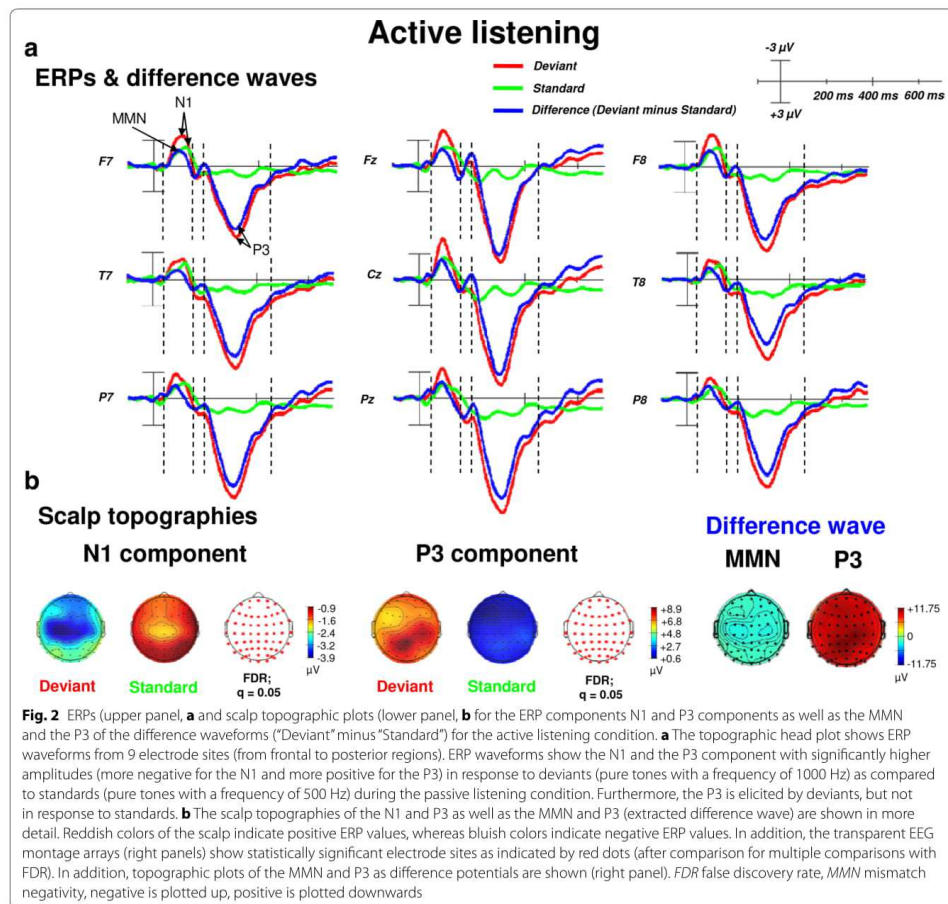 Active listening
a
ERPs & difference waves
Deviant
Standard
Difference (Deviant minus Standard)
-3 µV
+3 µV
200 ms 400 ms 600 ms
MMN
N1
P3
F7
Fz
F8
T7
Cz
T8
P7
Pz
P8
b
Scalp topographies
N1 component
P3 component
Difference wave
MMN P3
-0.9
-1.6
-2.4
-3.2
-3.9
µV
Deviant
Standard
FDR;
q = 0.05
+8.9
+6.8
+4.8
+2.7
+0.6
µV
Deviant
Standard
FDR;
q = 0.05
+11.75
0
-11.75
µV
Fig. 2 ERPs (upper panel, a and scalp topographic plots (lower panel, b for the ERP components N1 and P3 components as well as the MMN
and the P3 of the difference waveforms (“Deviant” minus “Standard”) for the active listening condition. a The topographic head plot shows ERP
waveforms from 9 electrode sites (from frontal to posterior regions). ERP waveforms show the N1 and the P3 component with significantly higher
amplitudes (more negative for the N1 and more positive for the P3) in response to deviants (pure tones with a frequency of 1000 Hz) as compared
to standards (pure tones with a frequency of 500 Hz) during the passive listening condition. Furthermore, the P3 is elicited by deviants, but not
in response to standards. b The scalp topographies of the N1 and P3 as well as the MMN and P3 (extracted difference wave) are shown in more
detail. Reddish colors of the scalp indicate positive ERP values, whereas bluish colors indicate negative ERP values. In addition, the transparent EEG
montage arrays (right panels) show statistically significant electrode sites as indicated by red dots (after comparison for multiple comparisons with
FDR). In addition, topographic plots of the MMN and P3 as difference potentials are shown (right panel). FDR false discovery rate, MMN mismatch
negativity, negative is plotted up, positive is plotted downwards